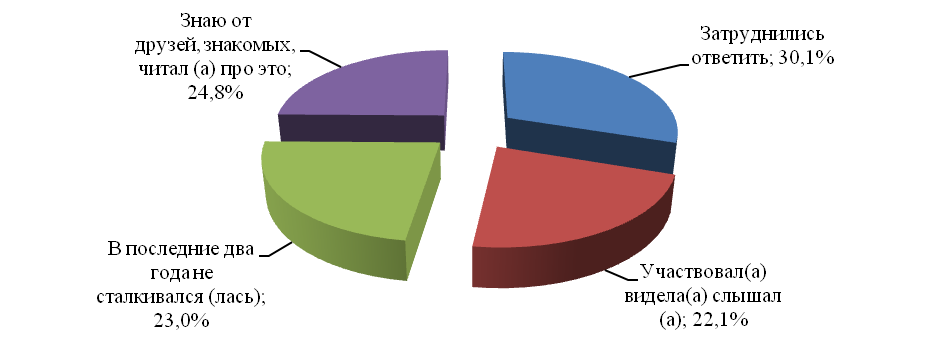 Знаю от
друзей, знакомых,
читал (а) про это;
24,8%
Затруднились
ответить; 30,1%
В последние два
года не
сталкивался (лась);
23,0%
Участвовал(а)
видела(а) слышал
(а); 22,1%